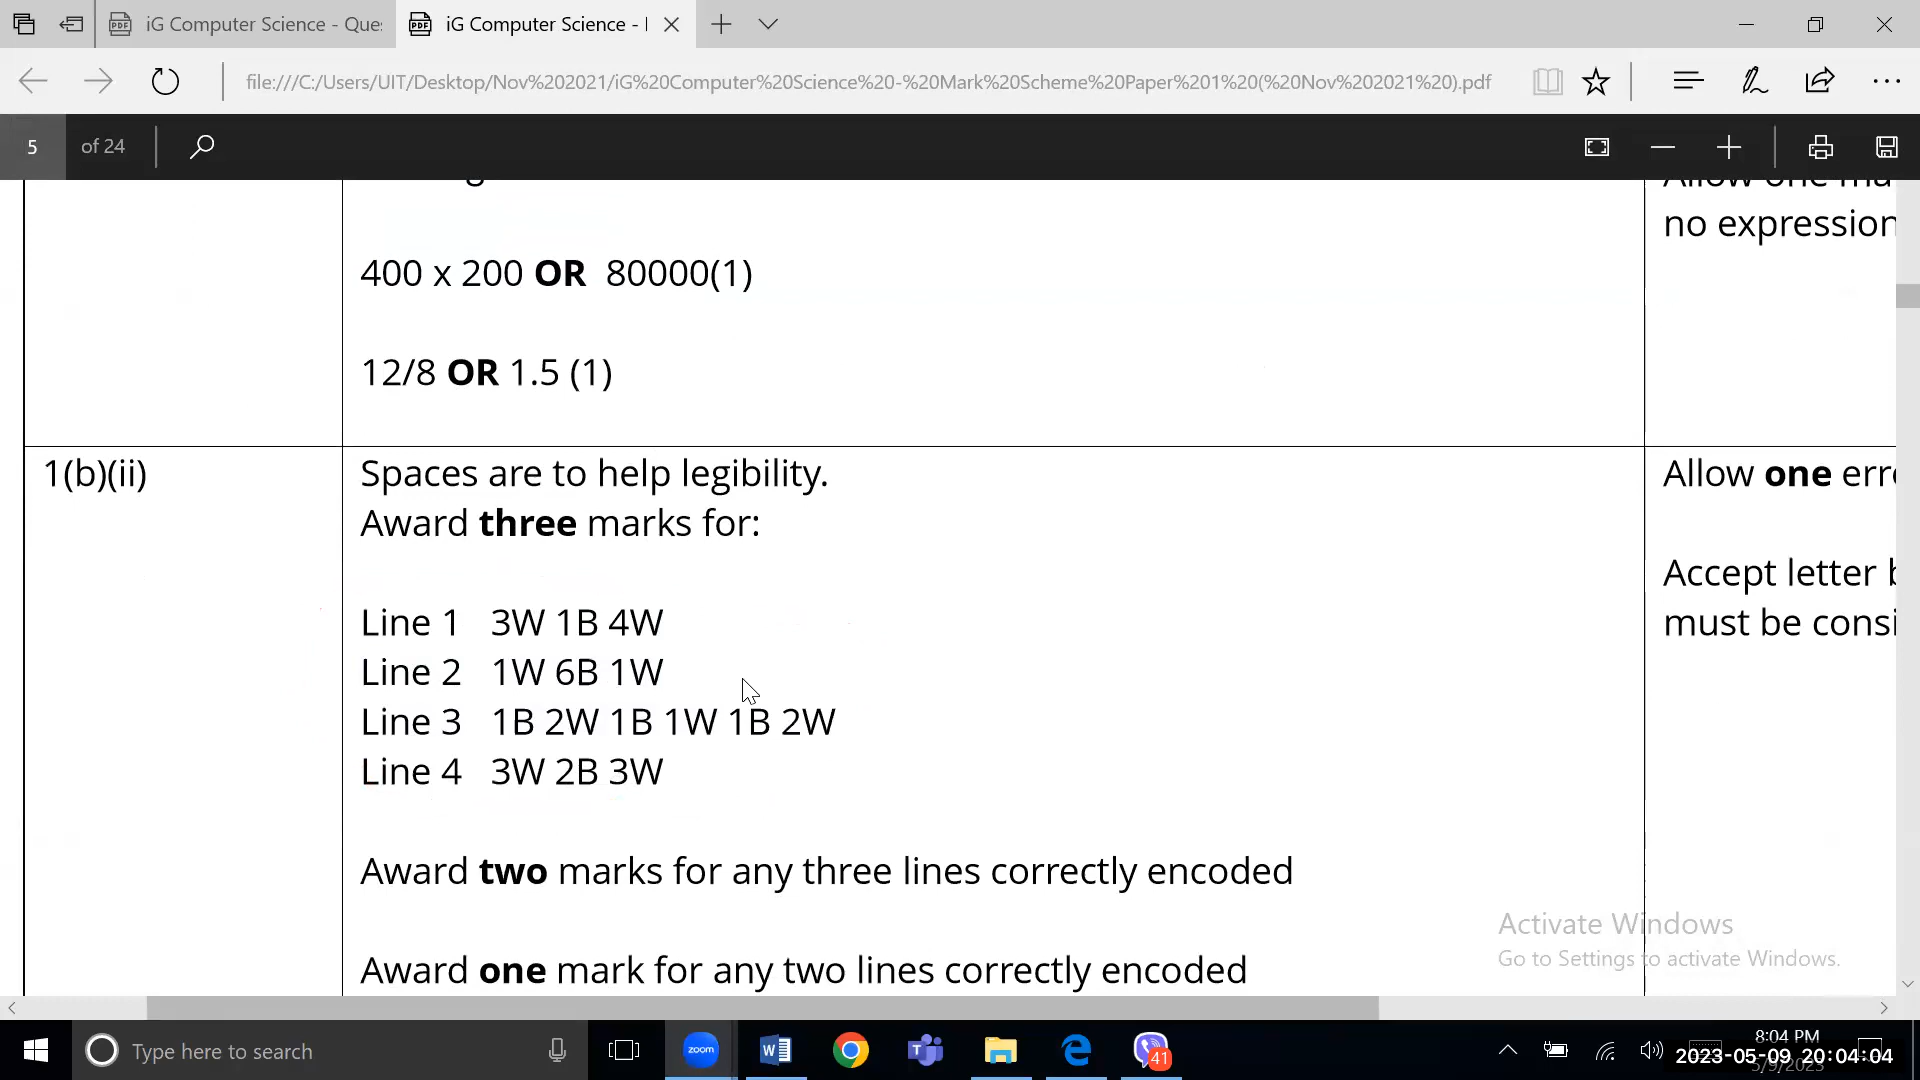 iG Computer Science - Que
iG Computer Science -
file:///C:/Users/UIT/Desktop/Nov%202021/iG%20Computer%20Science%20-%20Mark%20Scheme%20Paper%201%20(%20Nov%202021%20).pdf
5 of 24
no expression
400 x 200 OR 80000(1)
12/8 OR 1.5 (1)
1(b)(ii)
Spaces are to help legibility.
Allow one erro
Award three marks for:
Accept letter b
must be consi
Line 1 3W 1B 4W
Line 2 1W 6B 1W
Line 3 1B 2W 1B 1W 1B 2W
Line 4 3W 2B 3W
Award two marks for any three lines correctly encoded
Award one mark for any two lines correctly encoded
Activate Windows
Go to Settings to activate Windows.
Type here to search
zoom
41
8:04 PM
2023-05-09 20:04:04